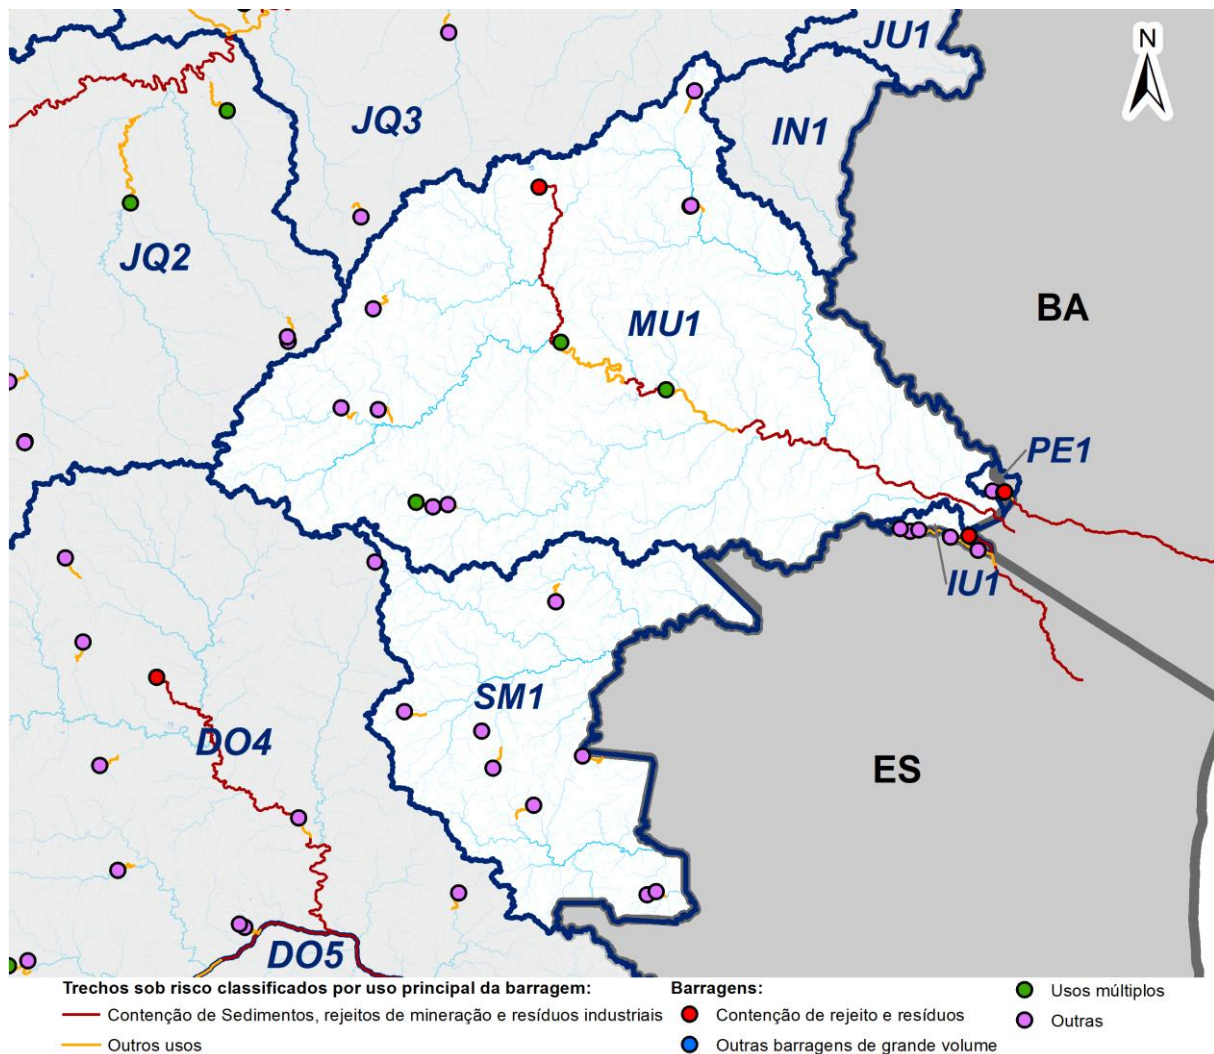 JU1
N
JQ3
IN1
JQ2
BA
MU1
PE1
IU1
SM1
DO4
ES
DO5
Trechos sob risco classificados por uso principal da barragem:
Contenção de Sedimentos, rejeitos de mineração e resíduos industriais
Outros usos
Barragens:
Contenção de rejeito e resíduos
Outras barragens de grande volume
Usos múltiplos
Outras